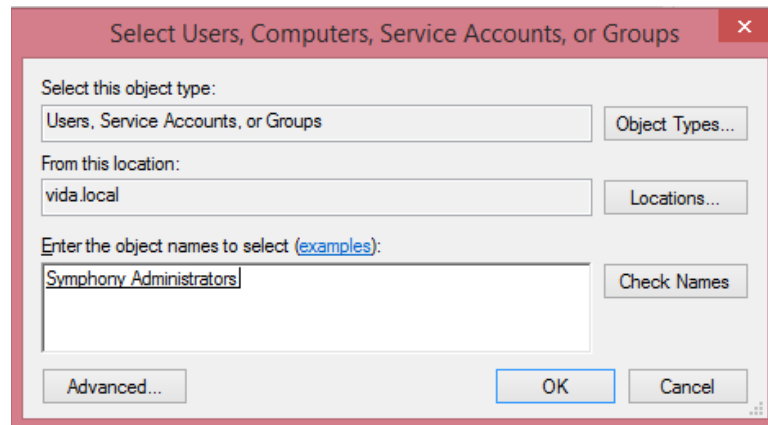 Select Users, Computers, Service Accounts, or Groups
Select this object type:
Users, Service Accounts, or Groups
Object Types...
From this location:
vida.local
Locations...
Enter the object names to select (examples):
Symphony Administrators
Check Names
Advanced...
OK
Cancel